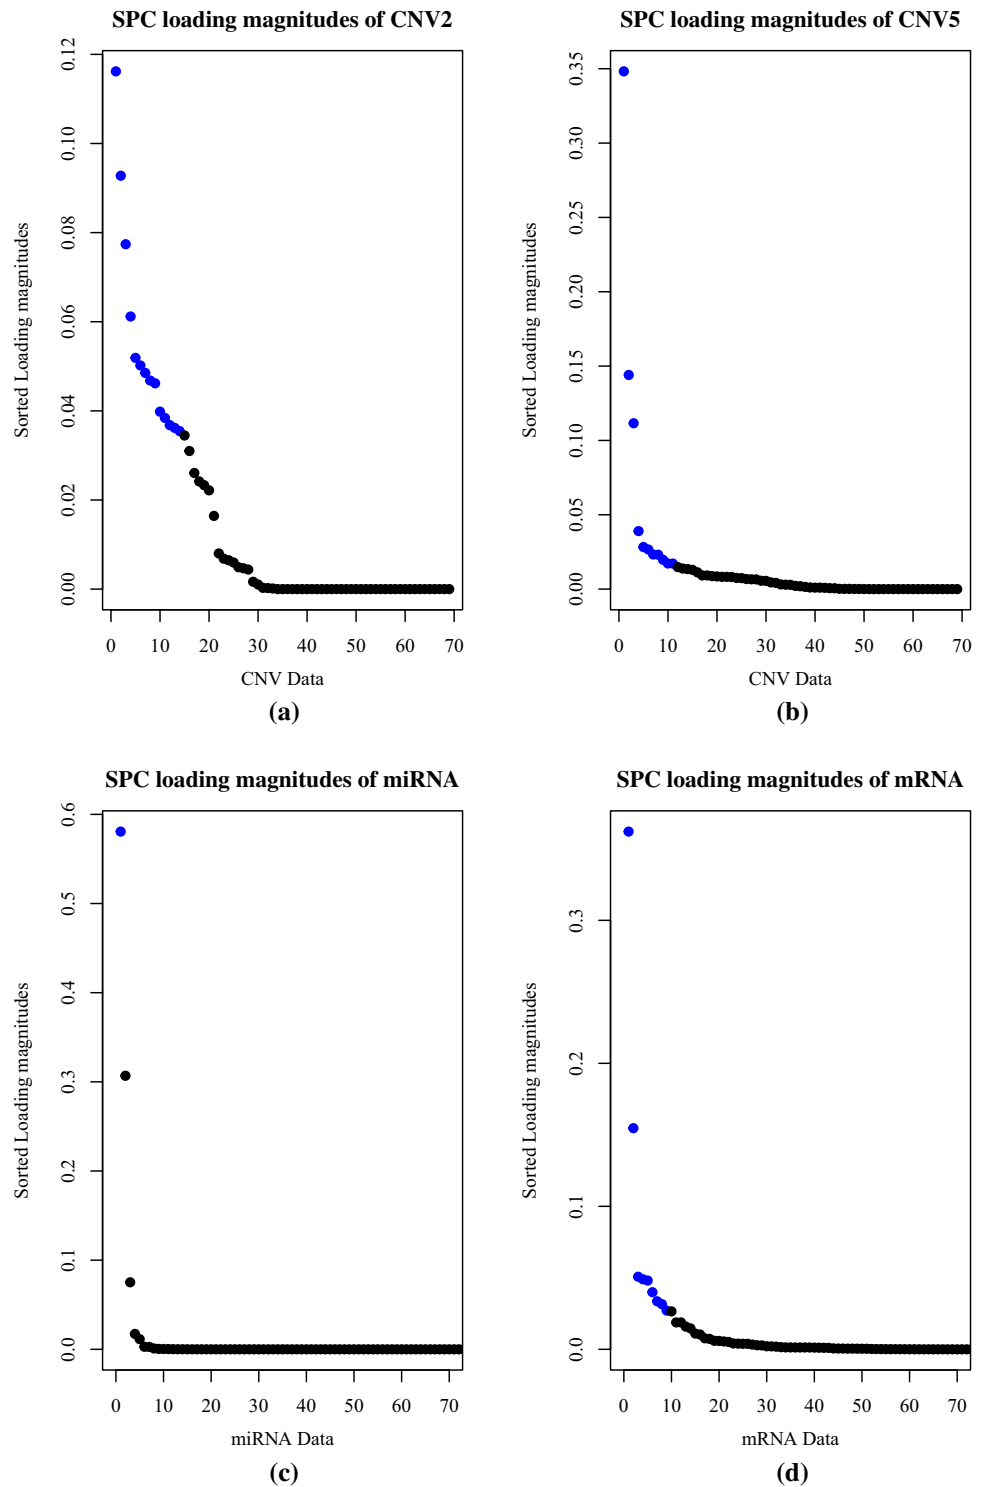 SPC loading magnitudes of CNV2
Sorted Loading magnitudes
0.12
0.10
0.08
0.06
0.04
0.02
0.00
0 10 20 30 40 50 60 70
CNV Data
(a)
SPC loading magnitudes of CNV5
Sorted Loading magnitudes
0.35
0.30
0.25
0.20
0.15
0.10
0.05
0.00
0 10 20 30 40 50 60 70
CNV Data
(b)
SPC loading magnitudes of miRNA
Sorted Loading magnitudes
0.6
0.5
0.4
0.3
0.2
0.1
0.0
0 10 20 30 40 50 60 70
miRNA Data
(c)
SPC loading magnitudes of mRNA
Sorted Loading magnitudes
0.3
0.2
0.1
0.0
0 10 20 30 40 50 60 70
mRNA Data
(d)